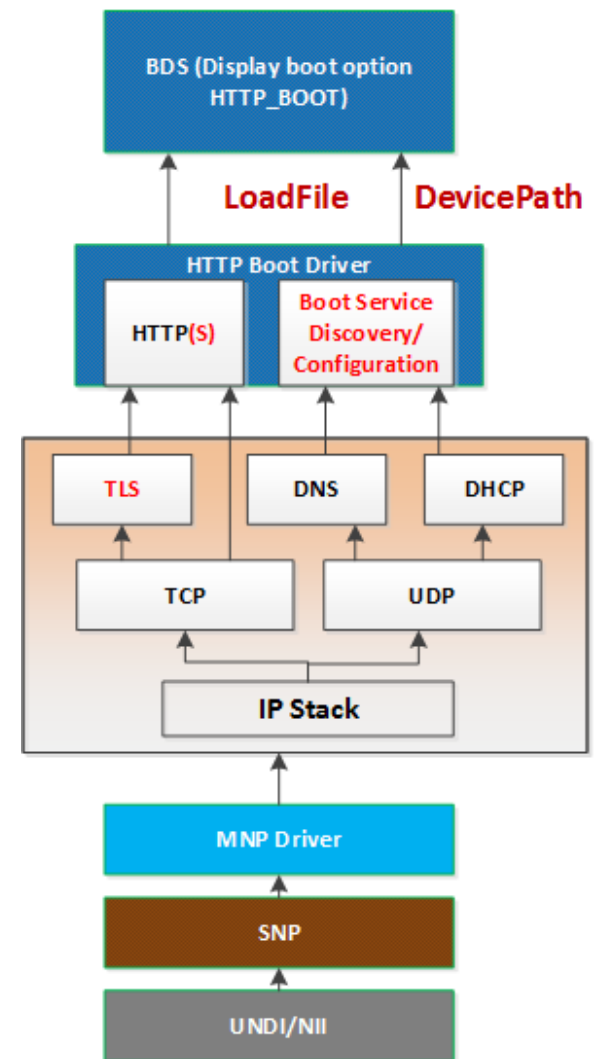 BDS (Display boot option
HTTP_BOOT)
LoadFile
DevicePath
HTTP Boot Driver
HTTP(S)
Boot Service
Discovery/
Configuration
TLS
DNS
DHCP
TCP
UDP
IP Stack
MNP Driver
SNP
UNDI/NII